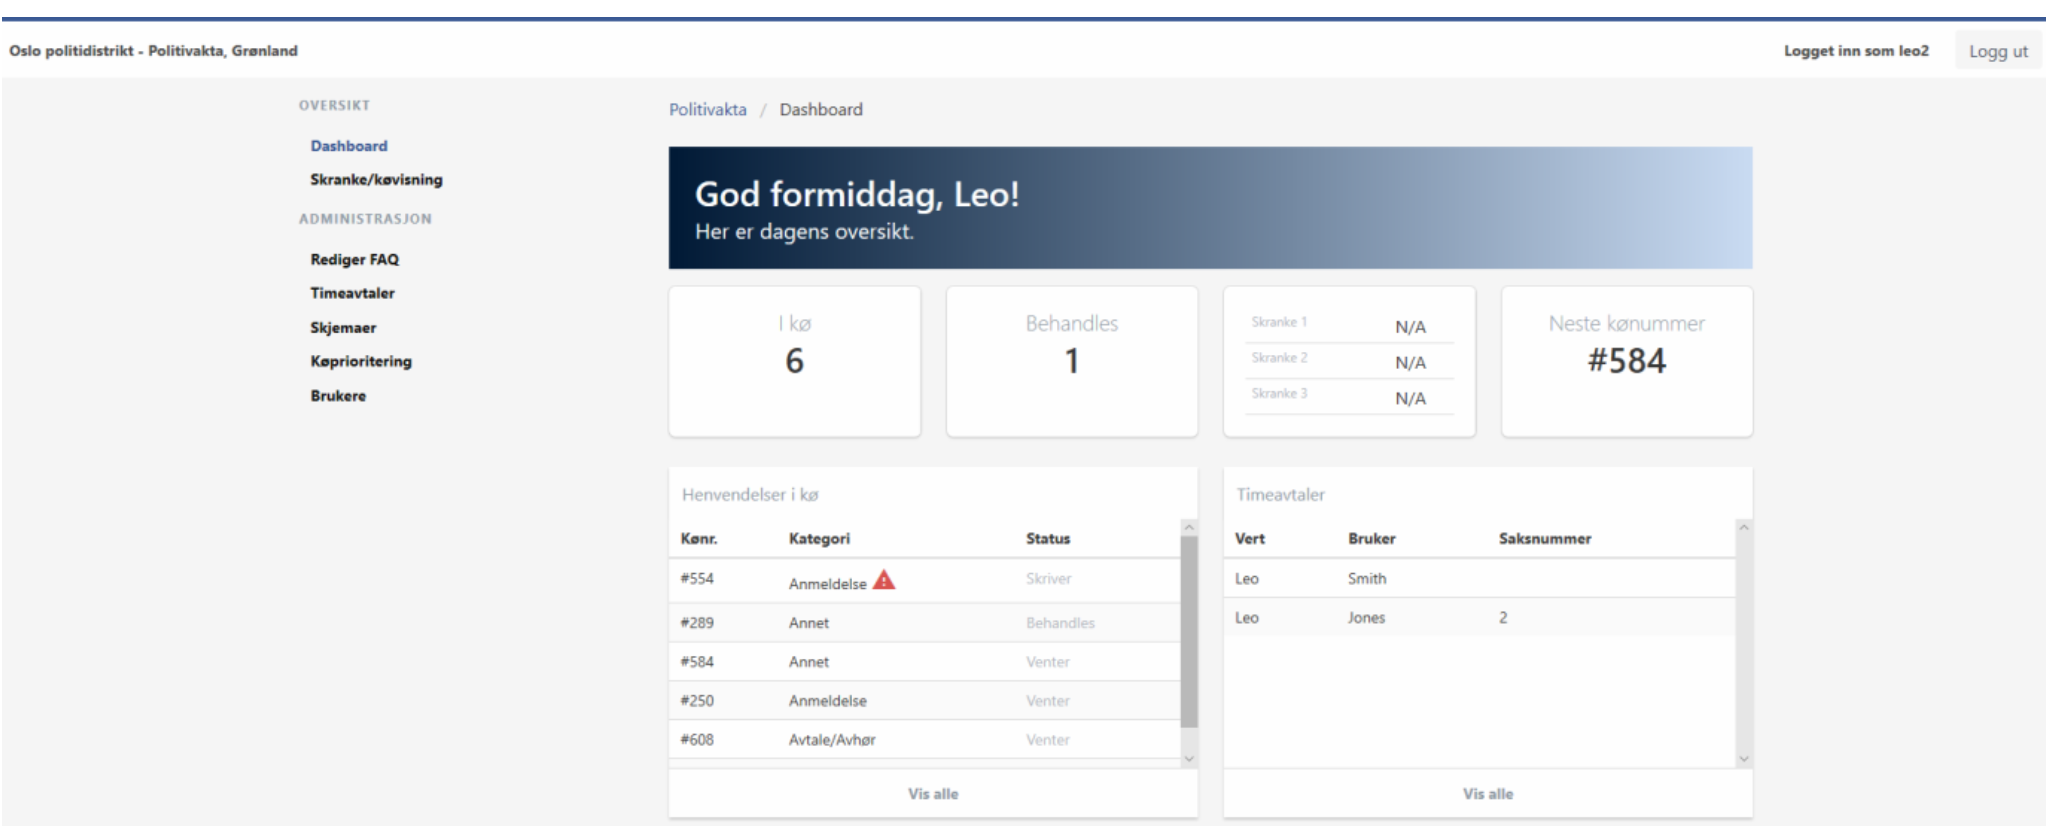 Oslo politidistrikt - Politivakta, Grønland
Logget inn som leo2 Logg ut
OVERSIKT
Dashboard
Skranke/køvisning
ADMINISTRASJON
Rediger FAQ
Timeavtaler
Skjemaer
Køprioritering
Brukere
Politivakta / Dashboard
God formiddag, Leo!
Her er dagens oversikt.
I kø
6
Behandles
1
Skranke 1 N/A
Skranke 2 N/A
Skranke 3 N/A
Neste kønummer
#584
Henvendelser i kø
Kønr. Kategori Status
#554 Anmeldelse Skriver
#289 Annet Behandles
#584 Annet Venter
#250 Anmeldelse Venter
#608 Avtale/Avhør Venter
Vis alle
Timeavtaler
Vert Bruker Saksnummer
Leo Smith
Leo Jones 2
Vis alle